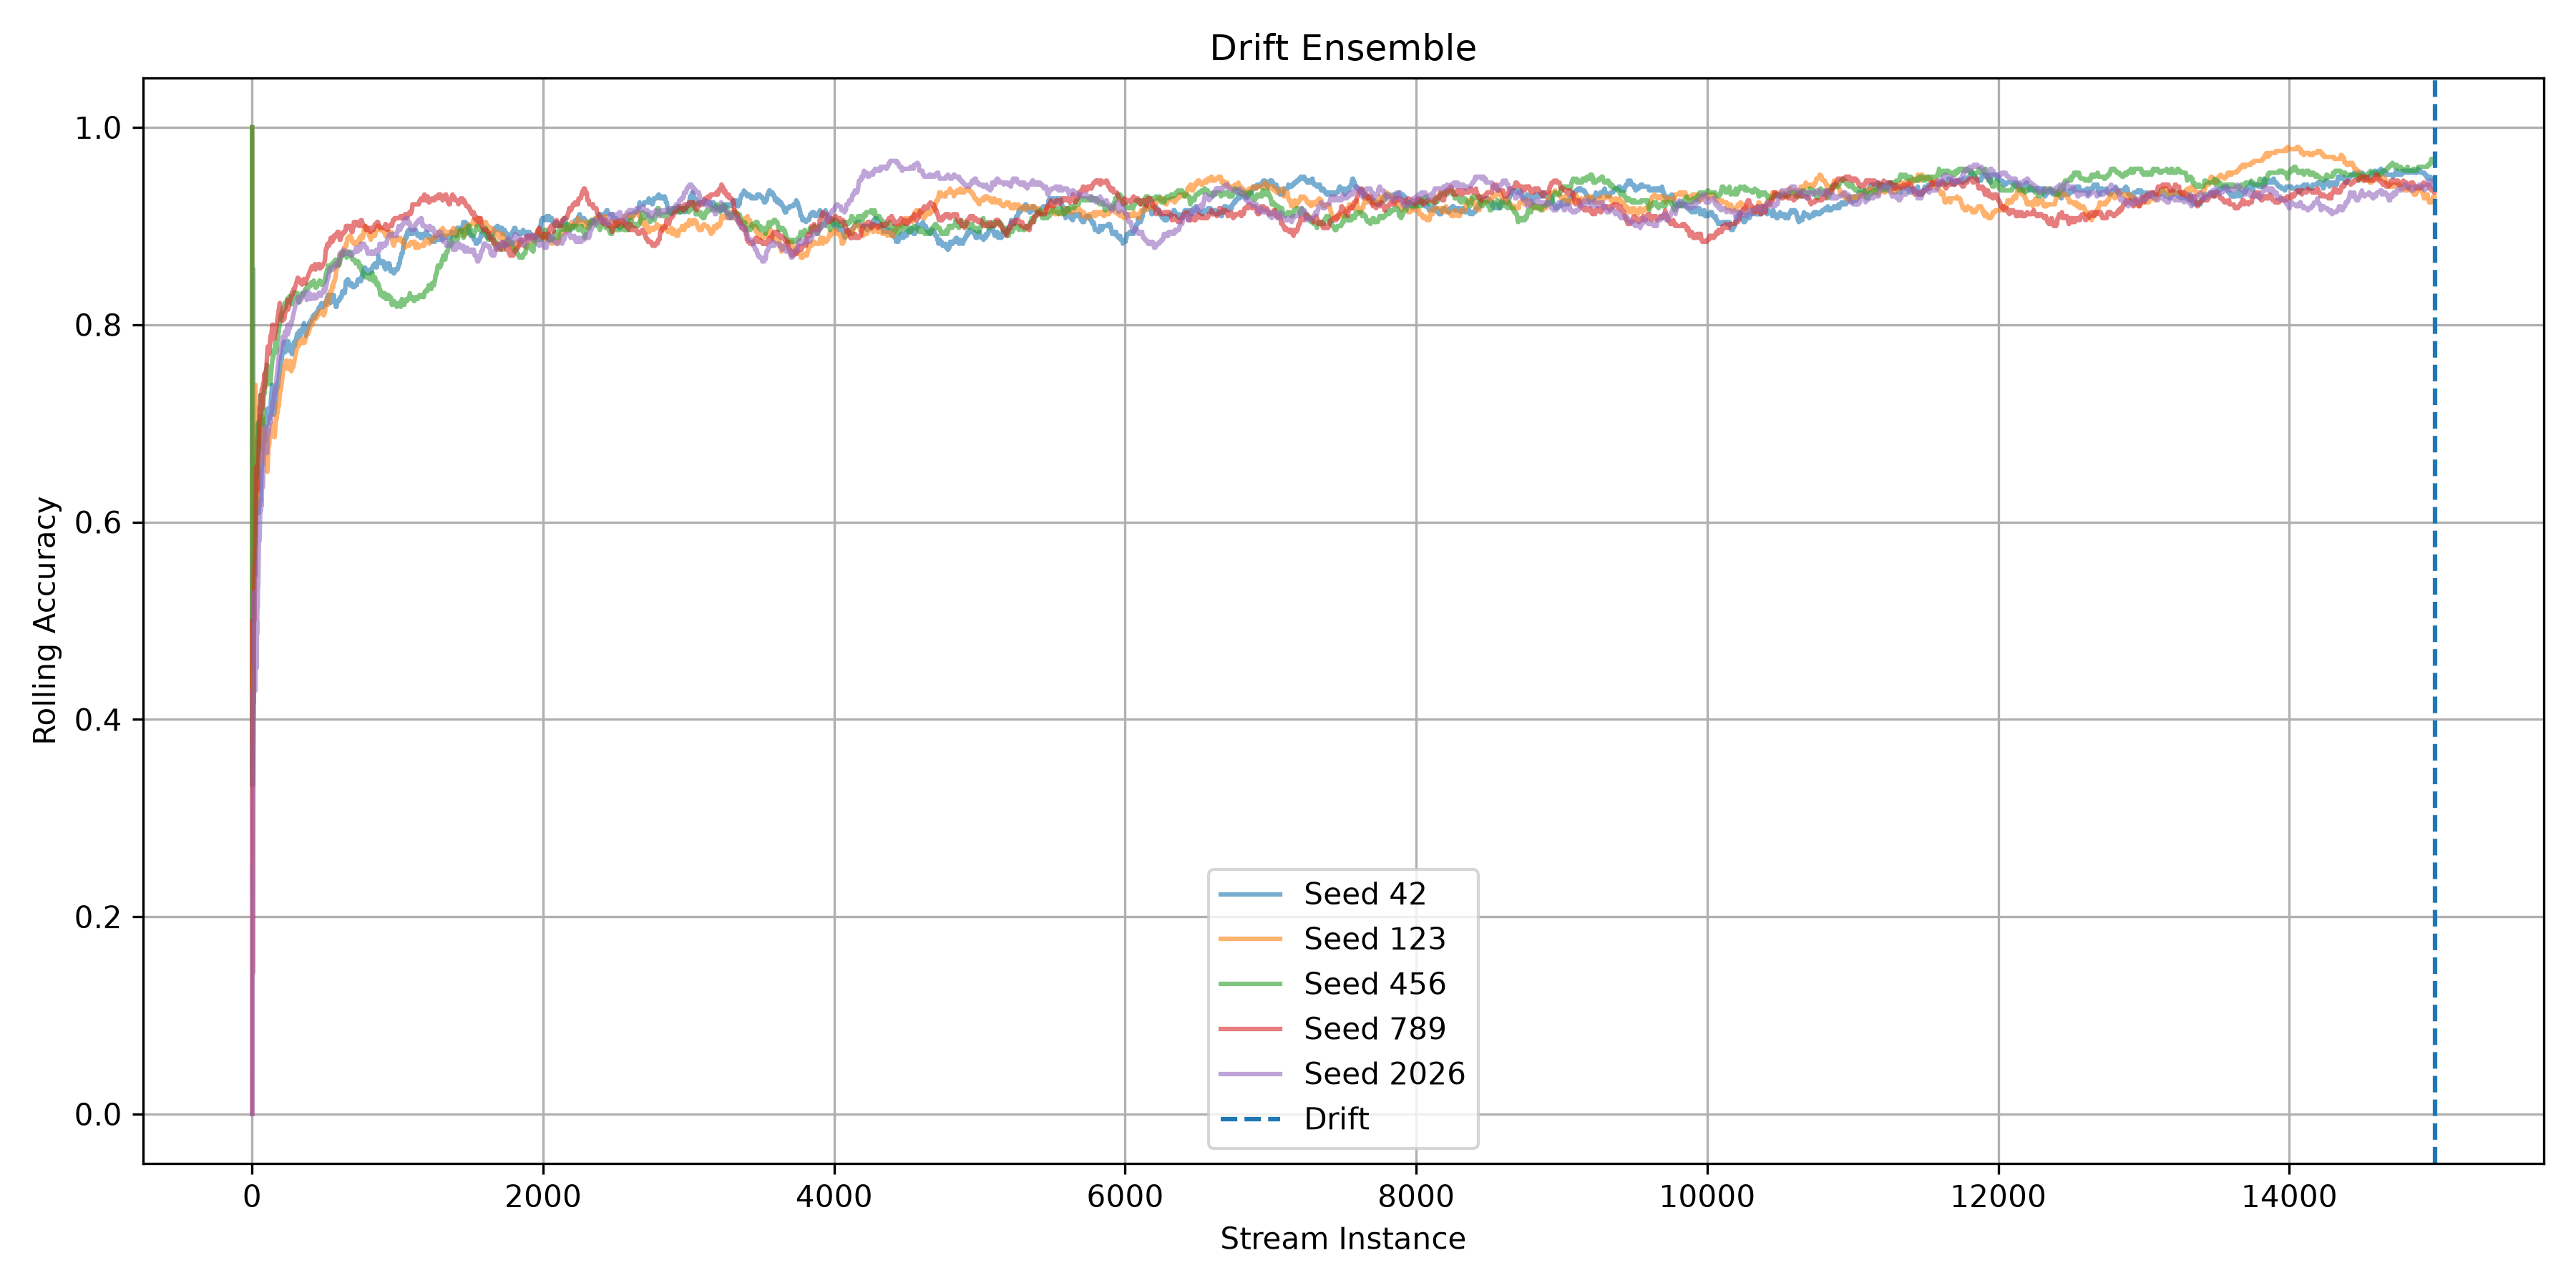 Drift Ensemble
Rolling Accuracy
1.0
0.8
0.6
0.4
0.2
0.0
Seed 42
Seed 123
Seed 456
Seed 789
Seed 2026
Drift
0 2000 4000 6000 8000 10000 12000 14000
Stream Instance